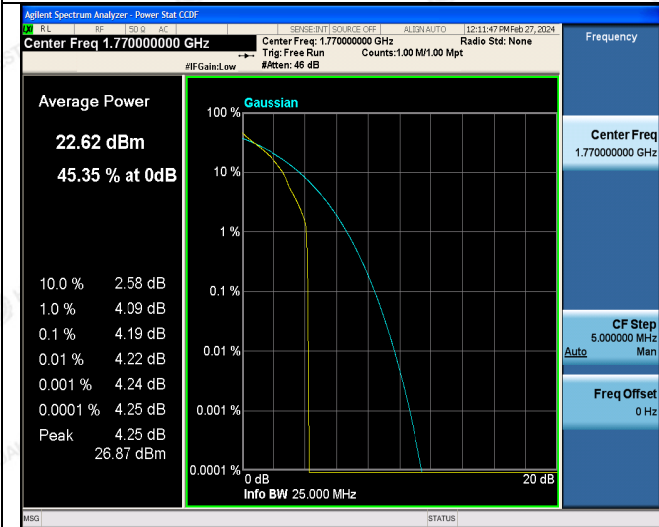 Agilent Spectrum Analyzer - Power Stat CCDF
LXI RL RF 50 Ω AC SENSE:INT SOURCE OFF ALIGN AUTO 12:11:47 PM Feb 27, 2024
Center Freq 1.770000000 GHz
Center Freq: 1.770000000 GHz Radio Std: None
Trig: Free Run Counts:1.00 M/1.00 Mpt
#IFGain:Low #Atten: 46 dB
Frequency
Average Power
22.62 dBm
45.35 % at 0dB
10.0 % 2.58 dB
1.0 % 4.09 dB
0.1 % 4.19 dB
0.01 % 4.22 dB
0.001 % 4.24 dB
0.0001 % 4.25 dB
Peak 4.25 dB
26.87 dBm
Gaussian
100 %
10 %
1 %
0.1 %
0.01 %
0.001 %
0.0001 %
0 dB 20 dB
Info BW 25.000 MHz
Center Freq
1.770000000 GHz
CF Step
5.000000 MHz
Auto Man
Freq Offset
0 Hz
MSG STATUS